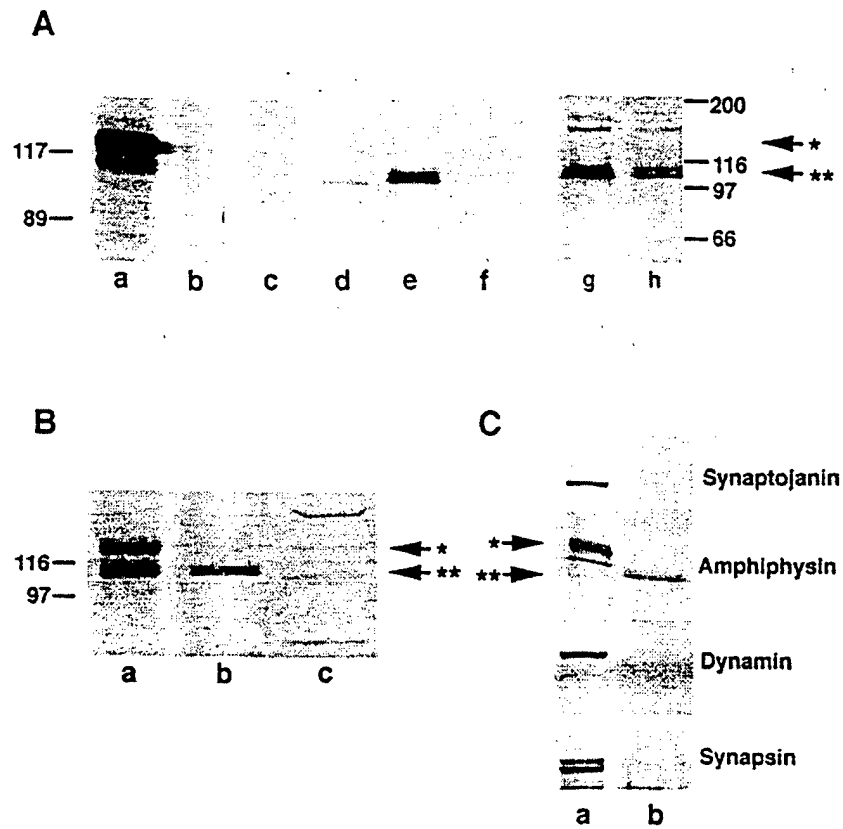 A
117
89
200
*
116
**
97
66
a b c d e f g h
B
116
97
*
**
a b c
C
*
**
Synaptojanin
Amphiphysin
Dynamin
Synapsin
a b